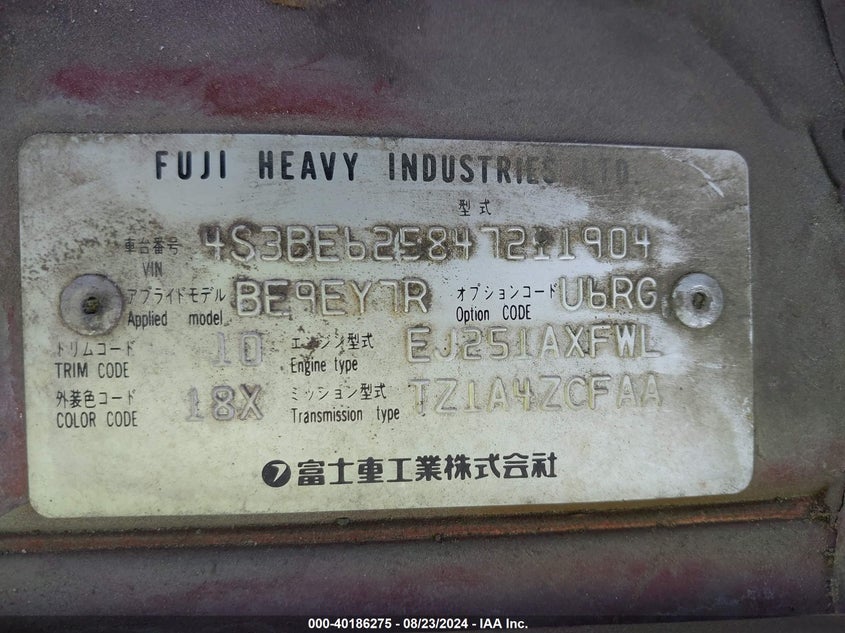 FUJI HEAVY INDUSTRIES LTD.
型式
車台番号 4S3BE625847211904
VIN
アプライドモデル BE9EY7R オプションコード U6RG
Applied model Option CODE
トリムコード 10 エンジン型式 EJ251AXFWL
TRIM CODE Engine type
外装色コード 18X ミッション型式 TZ1A4ZCFAA
COLOR CODE Transmission type
富士重工業株式会社
000-40186275 - 08/23/2024 - IAA Inc.